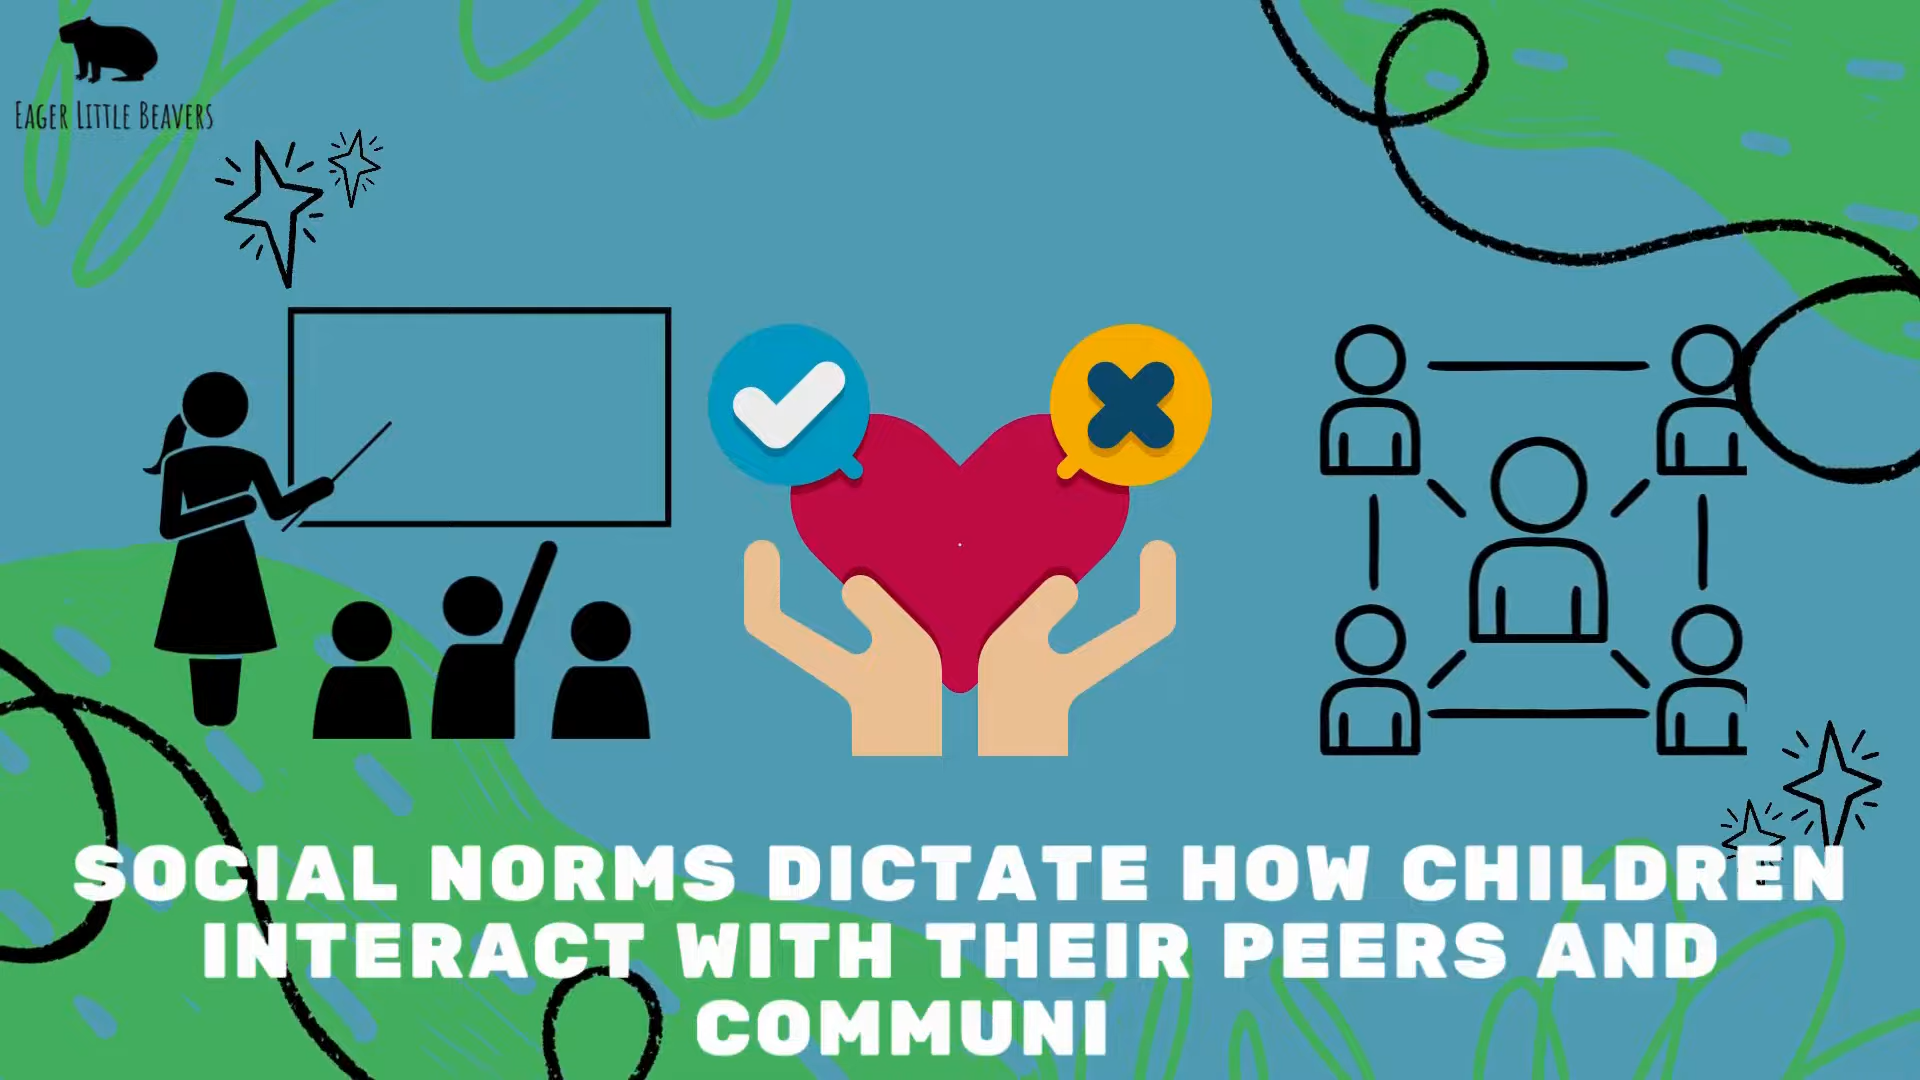 EAGER LITTLE BEAVERS
SOCIAL NORMS DICTATE HOW CHILDREN
INTERACT WITH THEIR PEERS AND
COMMUNI